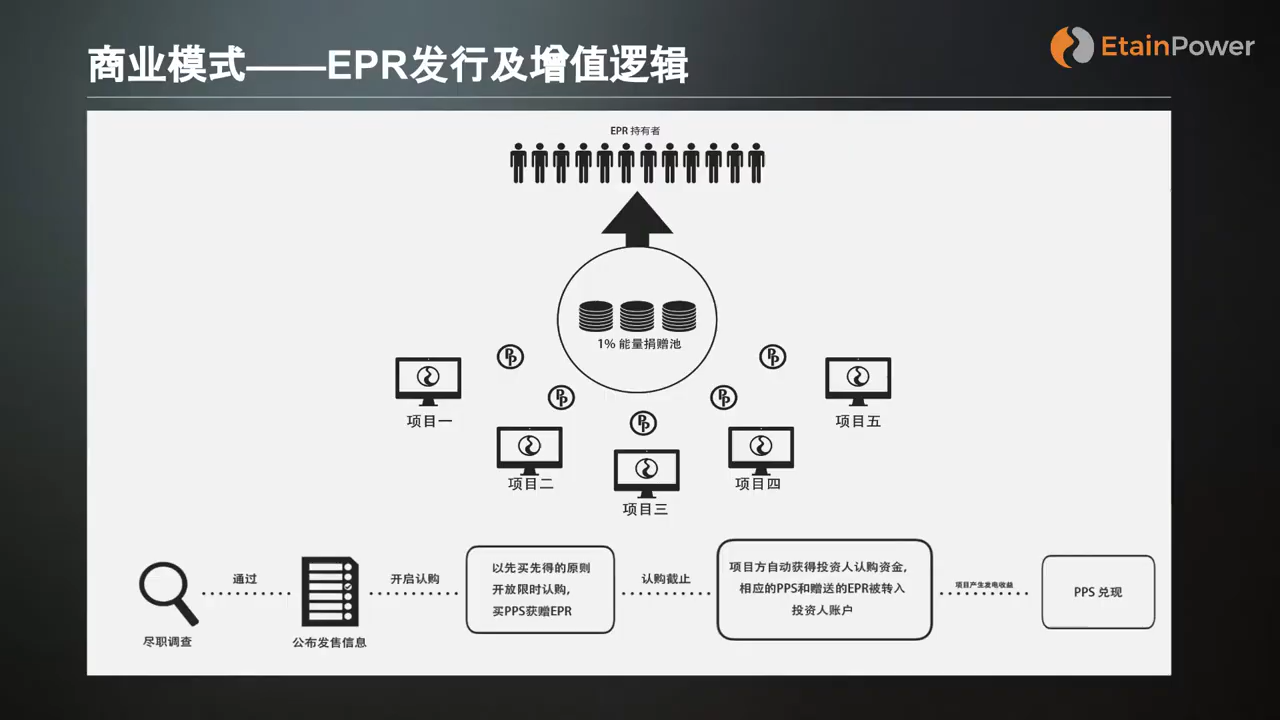 商业模式——EPR发行及增值逻辑
EtainPower
EPR 持有者
1% 能量捐赠池
项目一
项目二
项目三
项目四
项目五
尽职调查
通过
公布发售信息
开启认购
以先买先得的原则
开放限时认购,
买PPS获赠EPR
认购截止
项目方自动获得投资人认购资金,
相应的PPS和赠送的EPR被转入
投资人账户
项目产生发电收益
PPS 兑现